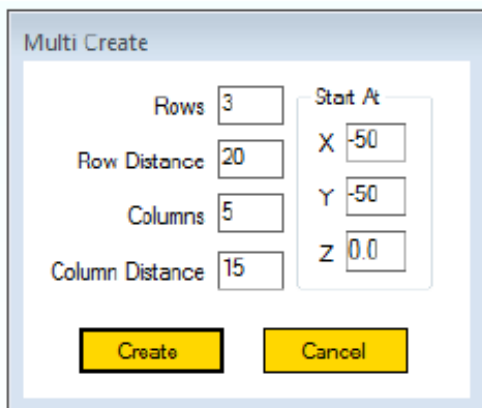 Multi Create
Rows 3
Row Distance 20
Columns 5
Column Distance 15
Start At
X -50
Y -50
Z 0.0
Create
Cancel